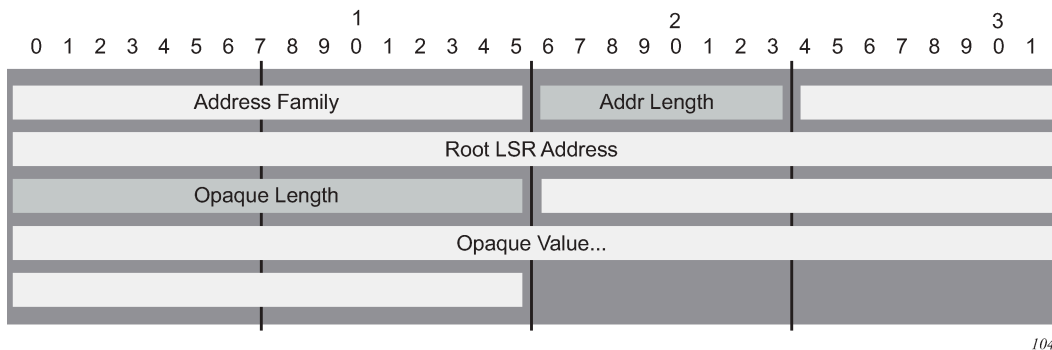 1 2 3
0 1 2 3 4 5 6 7 8 9 0 1 2 3 4 5 6 7 8 9 0 1 2 3 4 5 6 7 8 9 0 1
Address Family Addr Length
Root LSR Address
Opaque Length
Opaque Value...
104